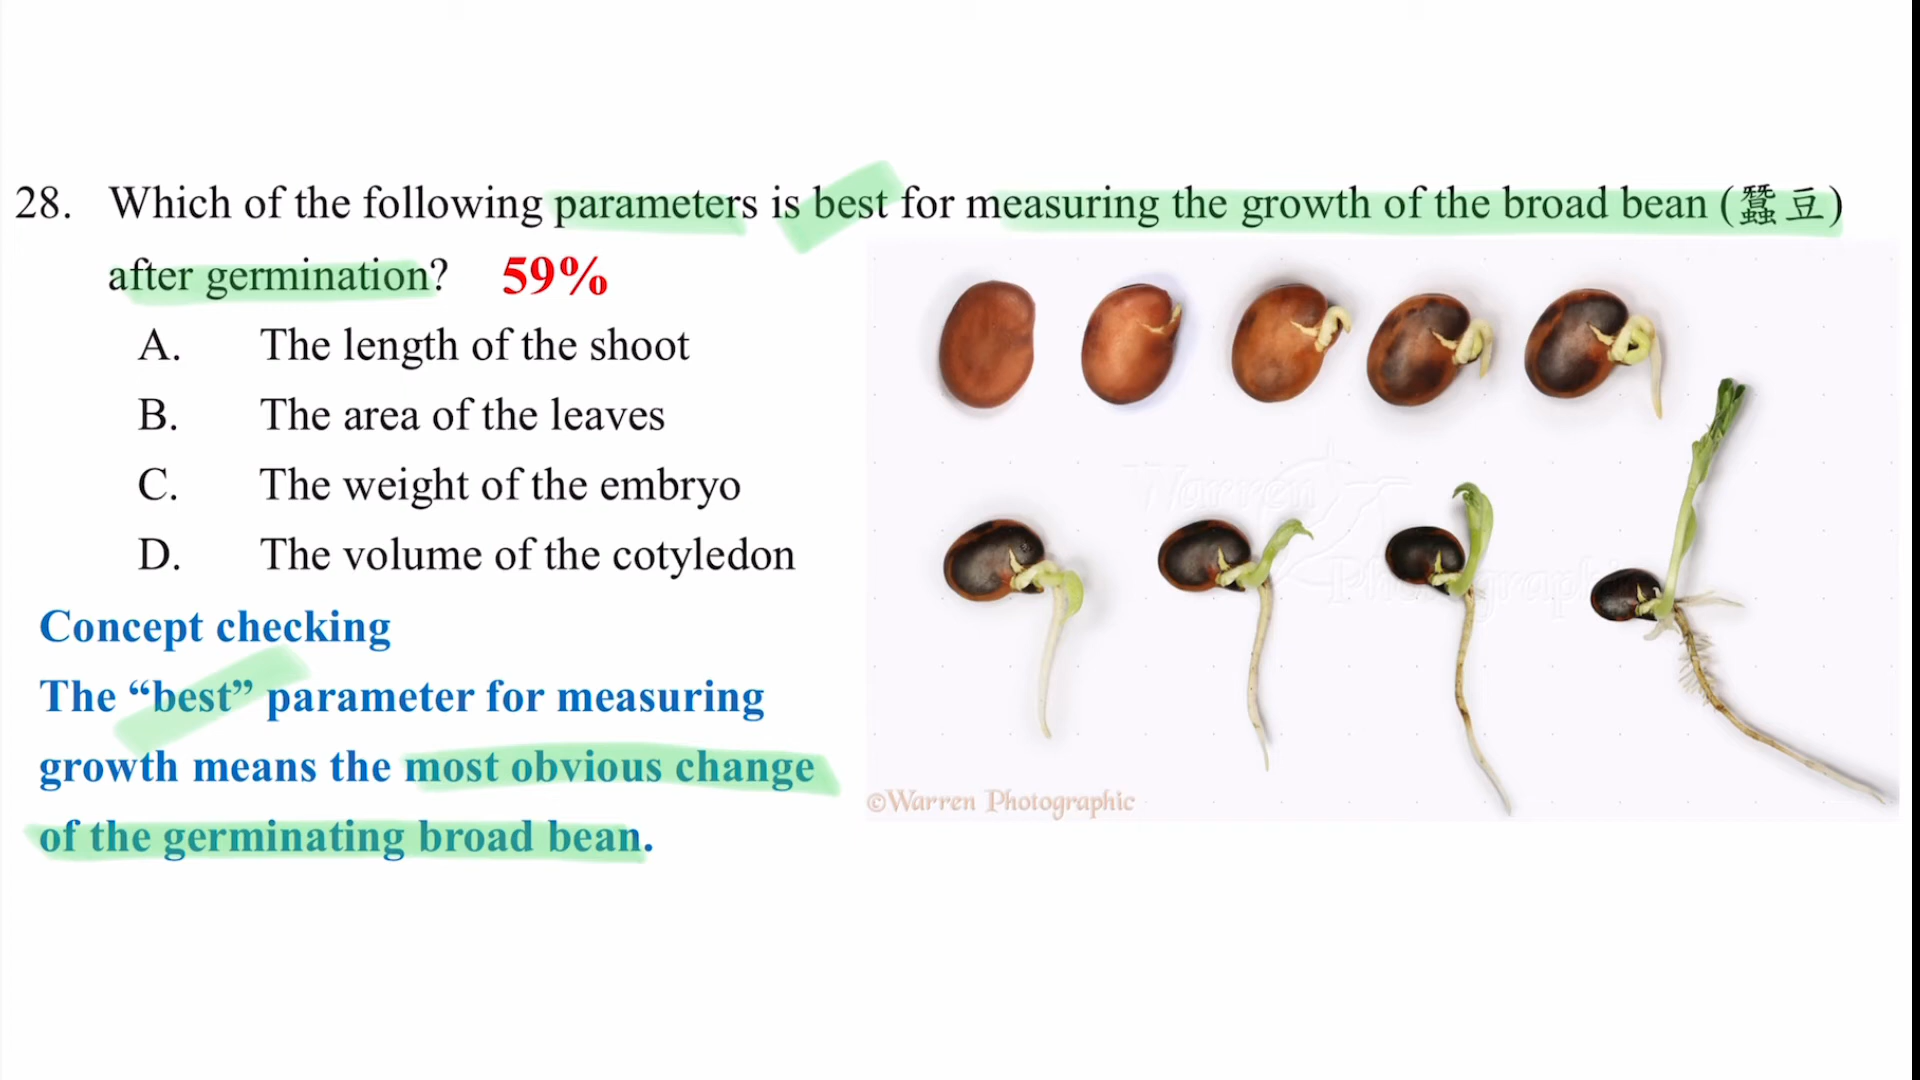 28. Which of the following parameters is best for measuring the growth of the broad bean (蠶豆)
after germination? 59%
A. The length of the shoot
B. The area of the leaves
C. The weight of the embryo
D. The volume of the cotyledon
Concept checking
The “best” parameter for measuring
growth means the most obvious change
of the germinating broad bean.
Warren
Photographic
©Warren Photographic